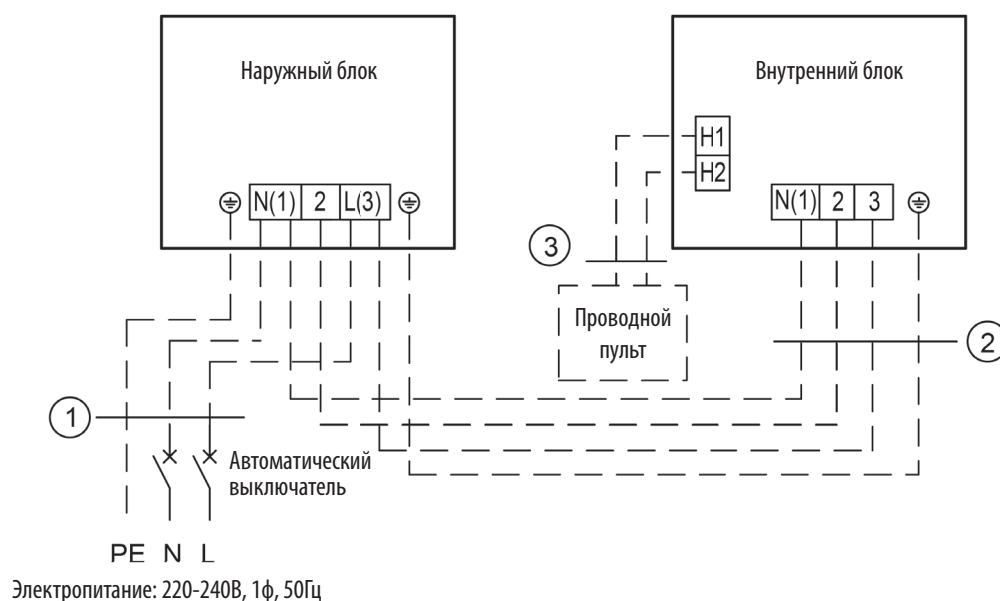 Наружный блок
Внутренний блок
H1
H2
N(1) 2 L(3)
N(1) 2 3
3
Проводной
пульт
2
1
Автоматический
выключатель
PE N L
Электропитание: 220-240В, 1ф, 50Гц